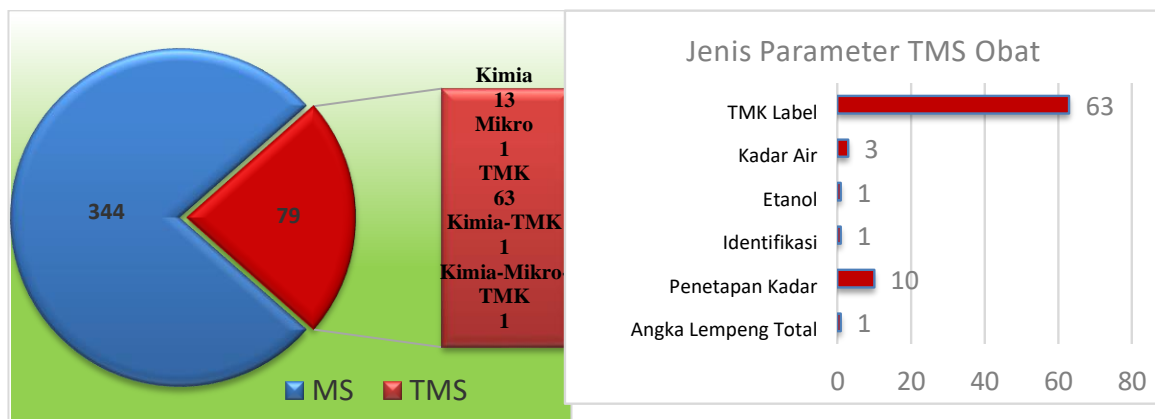 344
79
Kimia
13
Mikro
1
TMK
63
Kimia-TMK
1
Kimia-Mikro-
TMK
1
MS TMS
Jenis Parameter TMS Obat
TMK Label 63
Kadar Air 3
Etanol 1
Identifikasi 1
Penetapan Kadar 10
Angka Lempeng Total 1
0 20 40 60 80